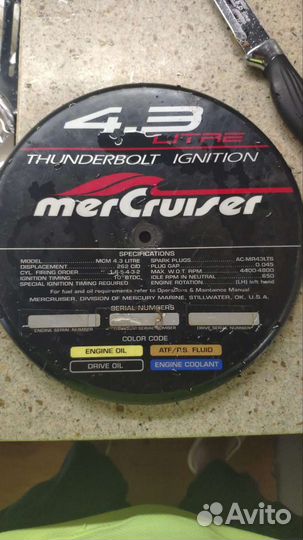 4.3
LITRE
THUNDERBOLT IGNITION
merCruiser
SPECIFICATIONS
MODEL MCM 4.3 LITRE SPARK PLUGS AC-MR43LTS
DISPLACEMENT 262 CID PLUG GAP 0.045
CYL FIRING ORDER 1-6-5-4-3-2 MAX W.O.T. RPM 4400-4800
IGNITION TIMING 10° BTDC IDLE RPM IN NEUTRAL 650
SPECIAL IGNITION TIMING REQUIRED ENGINE ROTATION (LH) left hand
For fuel and oil requirements refer to Operations & Maintenance Manual
MERCRUISER, DIVISION OF MERCURY MARINE, STILLWATER, OK. U.S.A.
SERIAL NUMBERS
ENGINE SERIAL NUMBER DRIVE SERIAL NUMBER
COLOR CODE
ENGINE OIL ATF/P.S. FLUID
DRIVE OIL ENGINE COOLANT
Avito